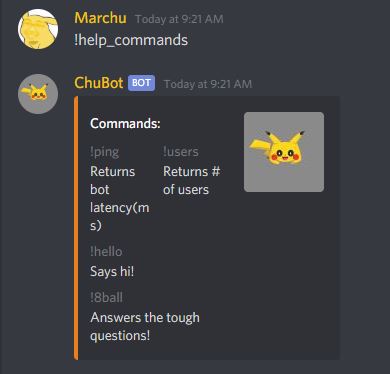 Marchu Today at 9:21 AM
!help_commands
ChuBot BOT Today at 9:21 AM
Commands:
!ping
Returns
bot
latency(m
s)
!users
Returns #
of users
!hello
Says hi!
!8ball
Answers the tough
questions!